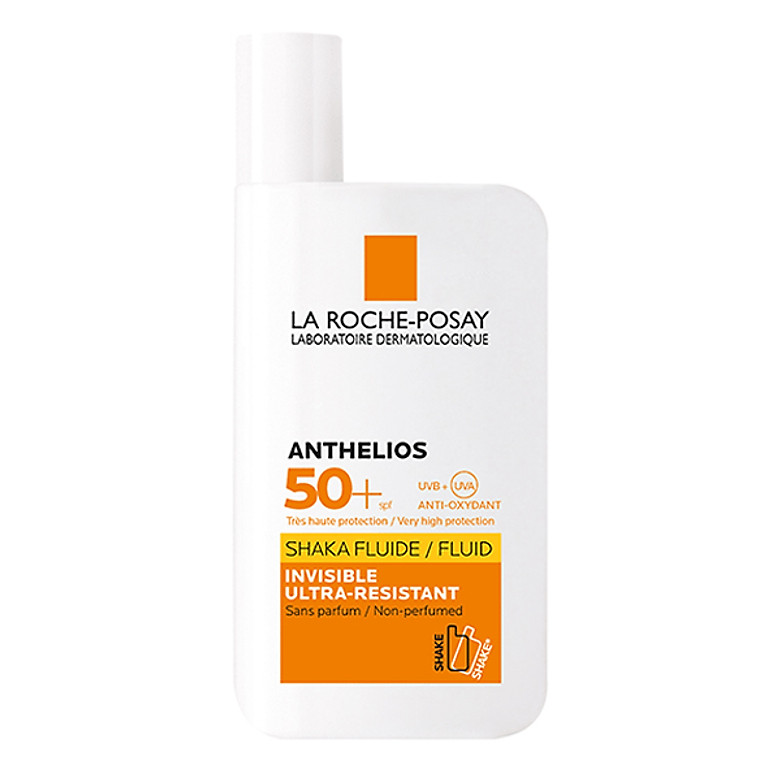 LA ROCHE-POSAY
LABORATOIRE DERMATOLOGIQUE
ANTHELIOS
50+ spf
UVB + UVA
ANTI-OXYDANT
Très haute protection / Very high protection
SHAKA FLUIDE / FLUID
INVISIBLE
ULTRA-RESISTANT
Sans parfum / Non-perfumed
SHAKE
SHAKE*